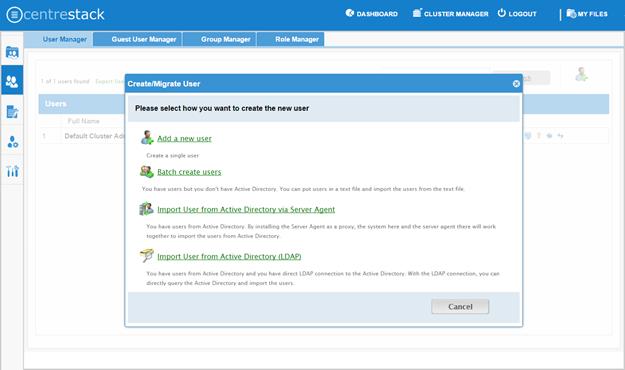 centrestack
DASHBOARD CLUSTER MANAGER LOGOUT MY FILES
User Manager Guest User Manager Group Manager Role Manager
1 of 1 users found
Create/Migrate User
Please select how you want to create the new user
Users
Full Name
1 Default Cluster
Add a new user
Create a single user
Batch create users
You have users but you don't have Active Directory. You can put users in a text file and import the users from the text file.
Import User from Active Directory via Server Agent
You have users from Active Directory. By installing the Server Agent as a proxy, the system here and the server agent there will work
together to import the users from Active Directory.
Import User from Active Directory (LDAP)
You have users from Active Directory and you have direct LDAP connection to the Active Directory. With the LDAP connection, you can
directly query the Active Directory and import the users.
Cancel